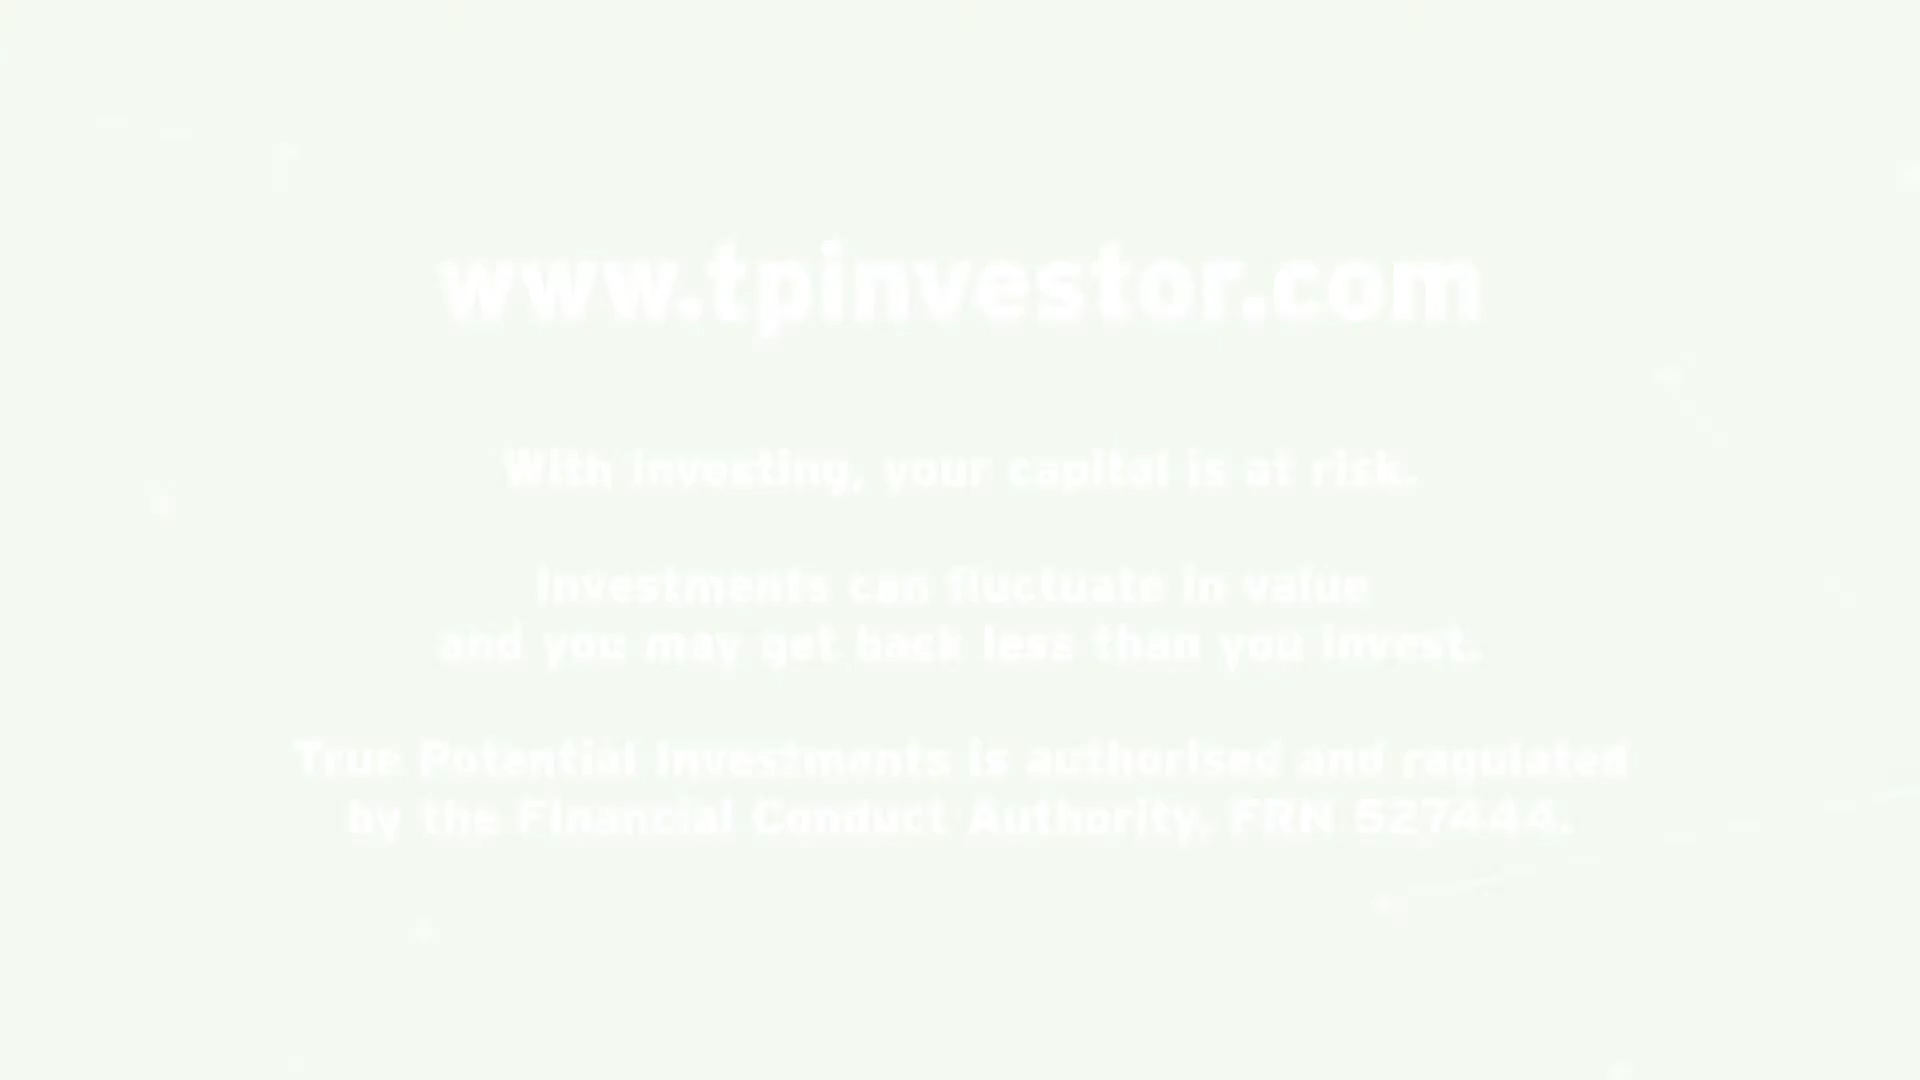 www.tpinvestor.com
With investing, your capital is at risk.
Investments can fluctuate in value
and you may get back less than you invest.
True Potential Investments is authorised and regulated
by the Financial Conduct Authority, FRN 527444.